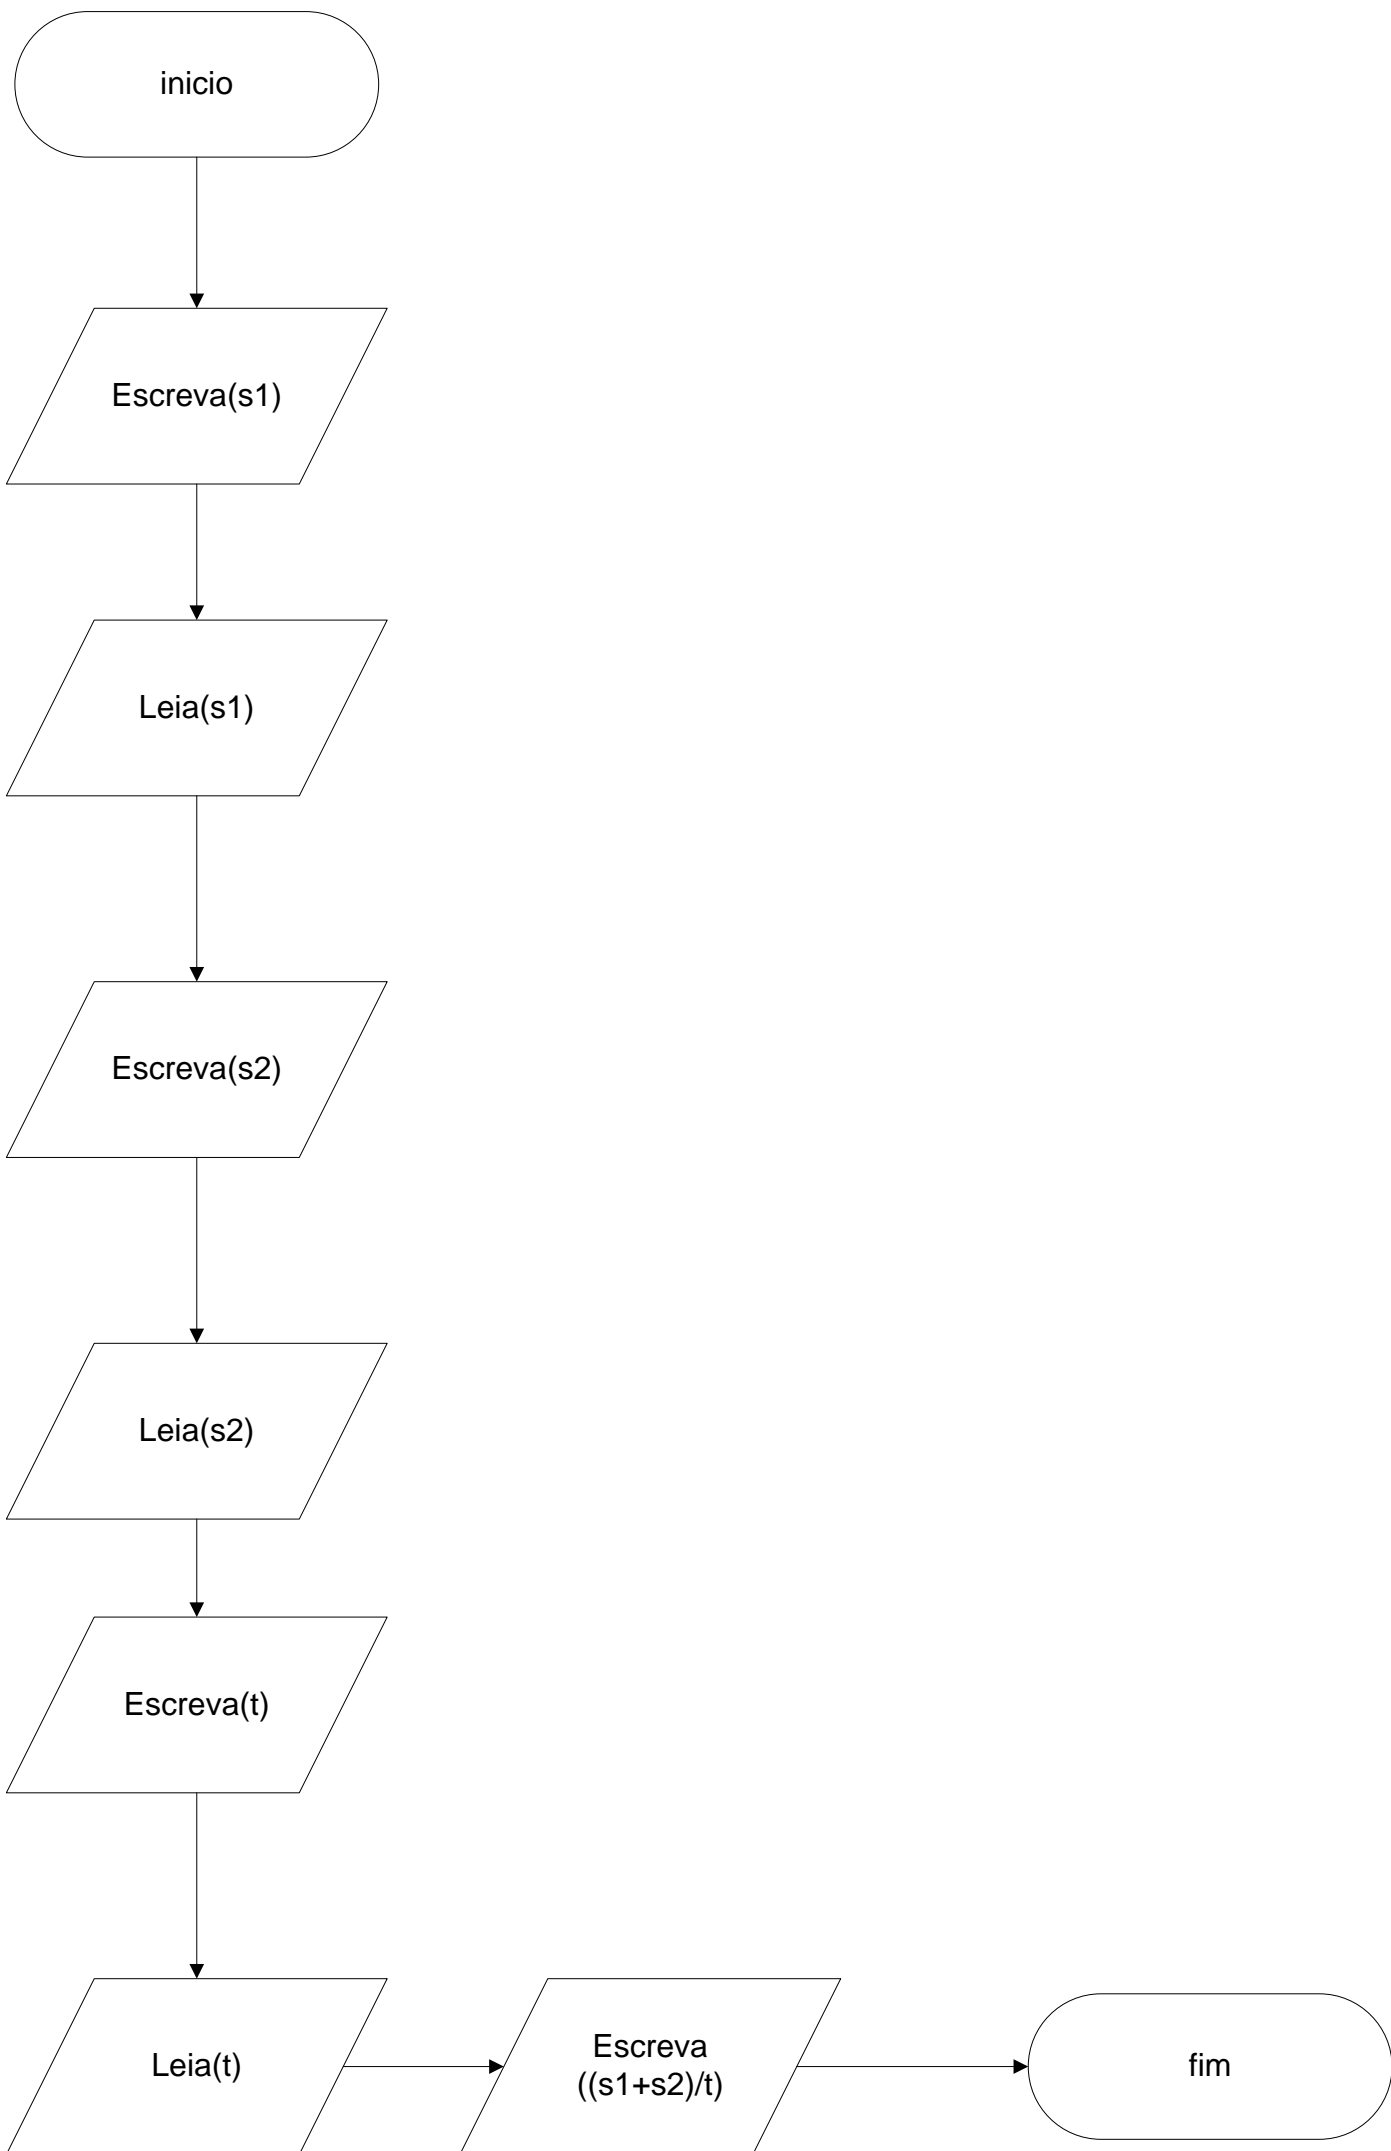 inicio
Escreva(s1)
Leia(s1)
Escreva(s2)
Leia(s2)
Escreva(t)
Leia(t)
Escreva
((s1+s2)/t)
fim